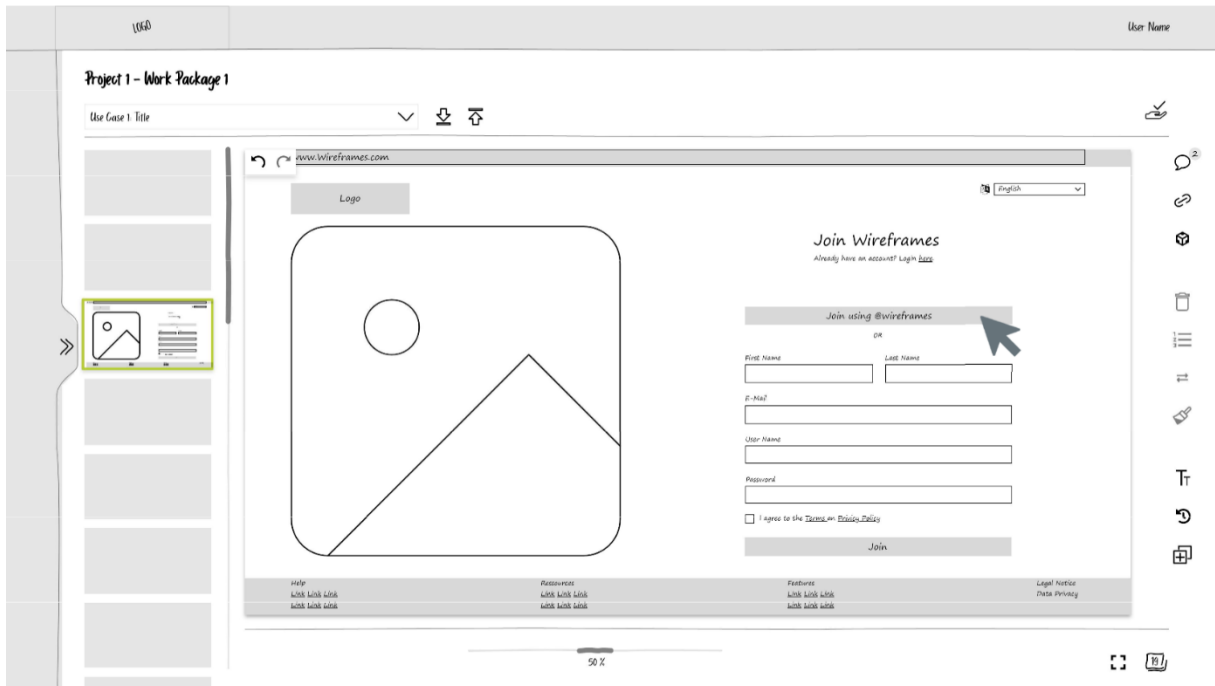 LOGO
User Name
Project 1 - Work Package 1
Use Case 1: Title
www.Wireframes.com
2
Logo
English
Join Wireframes
Already have an account? Login here
Join using @wireframes
OR
First Name Last Name
E-Mail
User Name
Password
I agree to the Terms an Privacy Policy
Join
Help Ressources Features Legal Notice
Link Link Link Link Link Link Link Link Link Data Privacy
Link Link Link Link Link Link Link Link Link
Tт
50 %
19